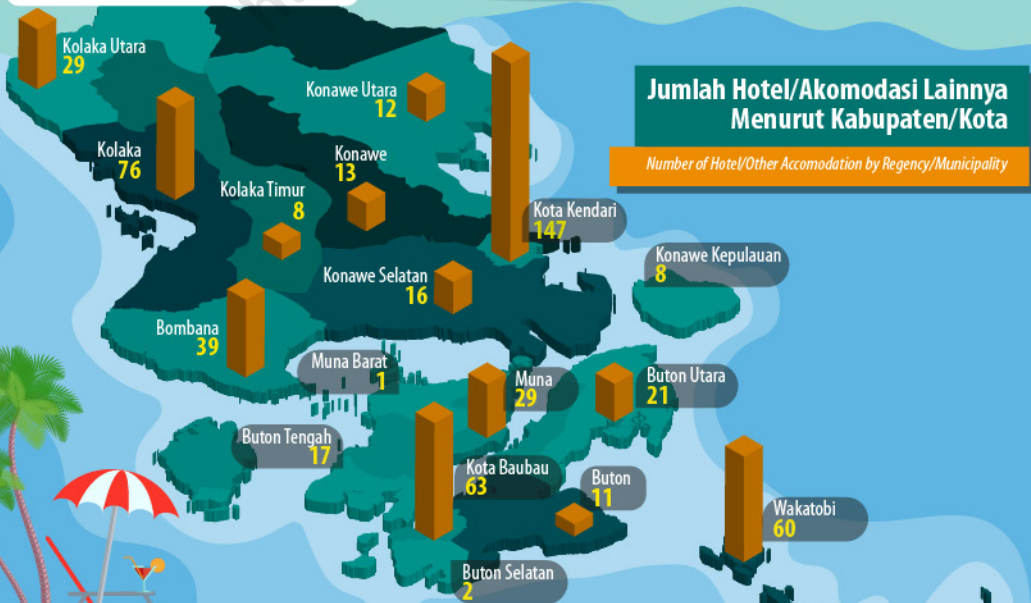 Jumlah Hotel/Akomodasi Lainnya
Menurut Kabupaten/Kota
Number of Hotel/Other Accomodation by Regency/Municipality
Kolaka Utara
29
Konawe Utara
12
Kolaka
76
Konawe
13
Kolaka Timur
8
Kota Kendari
147
Konawe Kepulauan
8
Konawe Selatan
16
Bombana
39
Muna Barat
1
Muna
29
Buton Utara
21
Buton Tengah
17
Kota Baubau
63
Buton
11
Wakatobi
60
Buton Selatan
2